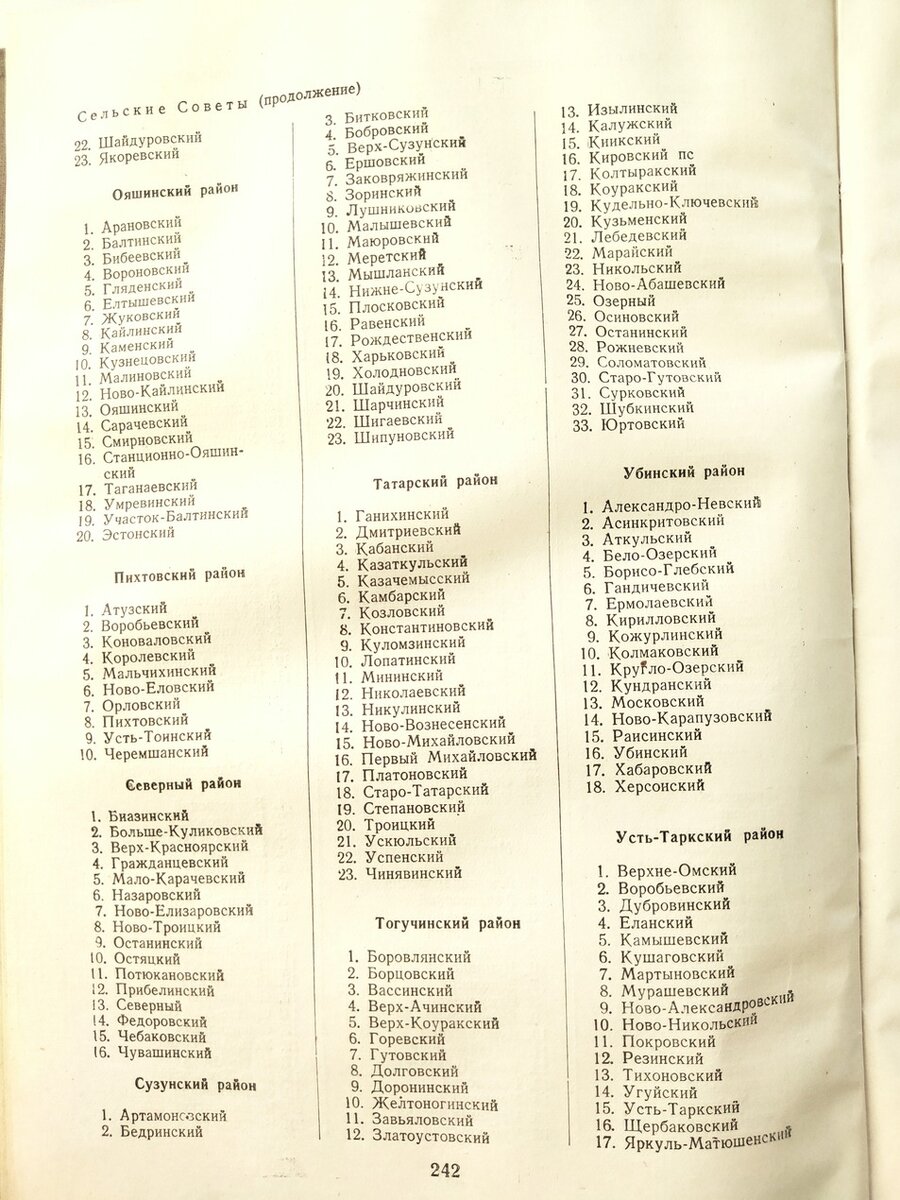 Сельские Советы (продолжение)
22. Шайдуровский
23. Якоревский
Ояшинский район
1. Арановский
2. Балтинский
3. Бибеевский
4. Вороновский
5. Гляденский
6. Елтышевский
7. Жуковский
8. Кайлинский
9. Каменский
10. Кузнецовский
11. Малиновский
12. Ново-Кайлинский
13. Ояшинский
14. Сарачевский
15. Смирновский
16. Станционно-Ояшин-
ский
17. Таганаевский
18. Умревинский
19. Участок-Балтинский
20. Эстонский
Пихтовский район
1. Атузский
2. Воробьевский
3. Коноваловский
4. Королевский
5. Мальчихинский
6. Ново-Еловский
7. Орловский
8. Пихтовский
9. Усть-Тоинский
10. Черемшанский
Северный район
1. Биазинский
2. Больше-Куликовский
3. Верх-Красноярский
4. Гражданцевский
5. Мало-Карачевский
6. Назаровский
7. Ново-Елизаровский
8. Ново-Троицкий
9. Останинский
10. Остяцкий
11. Потюкановский
12. Прибелинский
13. Северный
14. Федоровский
15. Чебаковский
16. Чувашинский
Сузунский район
1. Артамоновский
2. Бедринский
3. Битковский
4. Бобровский
5. Верх-Сузунский
6. Ершовский
7. Заковряжинский
8. Зоринский
9. Лушниковский
10. Малышевский
11. Маюровский
12. Меретский
13. Мышланский
14. Нижне-Сузунский
15. Плосковский
16. Равенский
17. Рождественский
18. Харьковский
19. Холодновский
20. Шайдуровский
21. Шарчинский
22. Шигаевский
23. Шипуновский
Татарский район
1. Ганихинский
2. Дмитриевский
3. Кабанский
4. Казаткульский
5. Казачемысский
6. Камбарский
7. Козловский
8. Константиновский
9. Куломзинский
10. Лопатинский
11. Мининский
12. Николаевский
13. Никулинский
14. Ново-Вознесенский
15. Ново-Михайловский
16. Первый Михайловский
17. Платоновский
18. Старо-Татарский
19. Степановский
20. Троицкий
21. Ускюльский
22. Успенский
23. Чинявинский
Тогучинский район
1. Боровлянский
2. Борцовский
3. Вассинский
4. Верх-Ачинский
5. Верх-Коуракский
6. Горевский
7. Гутовский
8. Долговский
9. Доронинский
10. Желтоногинский
11. Завьяловский
12. Златоустовский
13. Изылинский
14. Калужский
15. Киикский
16. Кировский пс
17. Колтыракский
18. Коуракский
19. Кудельно-Ключевский
20. Кузьменский
21. Лебедевский
22. Марайский
23. Никольский
24. Ново-Абашевский
25. Озерный
26. Осиновский
27. Останинский
28. Рожневский
29. Соломатовский
30. Старо-Гутовский
31. Сурковский
32. Шубкинский
33. Юртовский
Убинский район
1. Александро-Невский
2. Асинкритовский
3. Аткульский
4. Бело-Озерский
5. Борисо-Глебский
6. Гандичевский
7. Ермолаевский
8. Кирилловский
9. Кожурлинский
10. Колмаковский
11. Кругло-Озерский
12. Кундранский
13. Московский
14. Ново-Карапузовский
15. Раисинский
16. Убинский
17. Хабаровский
18. Херсонский
Усть-Таркский район
1. Верхне-Омский
2. Воробьевский
3. Дубровинский
4. Еланский
5. Камышевский
6. Кушаговский
7. Мартыновский
8. Мурашевский
9. Ново-Александровский
10. Ново-Никольский
11. Покровский
12. Резинский
13. Тихоновский
14. Угуйский
15. Усть-Таркский
16. Щербаковский
17. Яркуль-Матюшенский
242